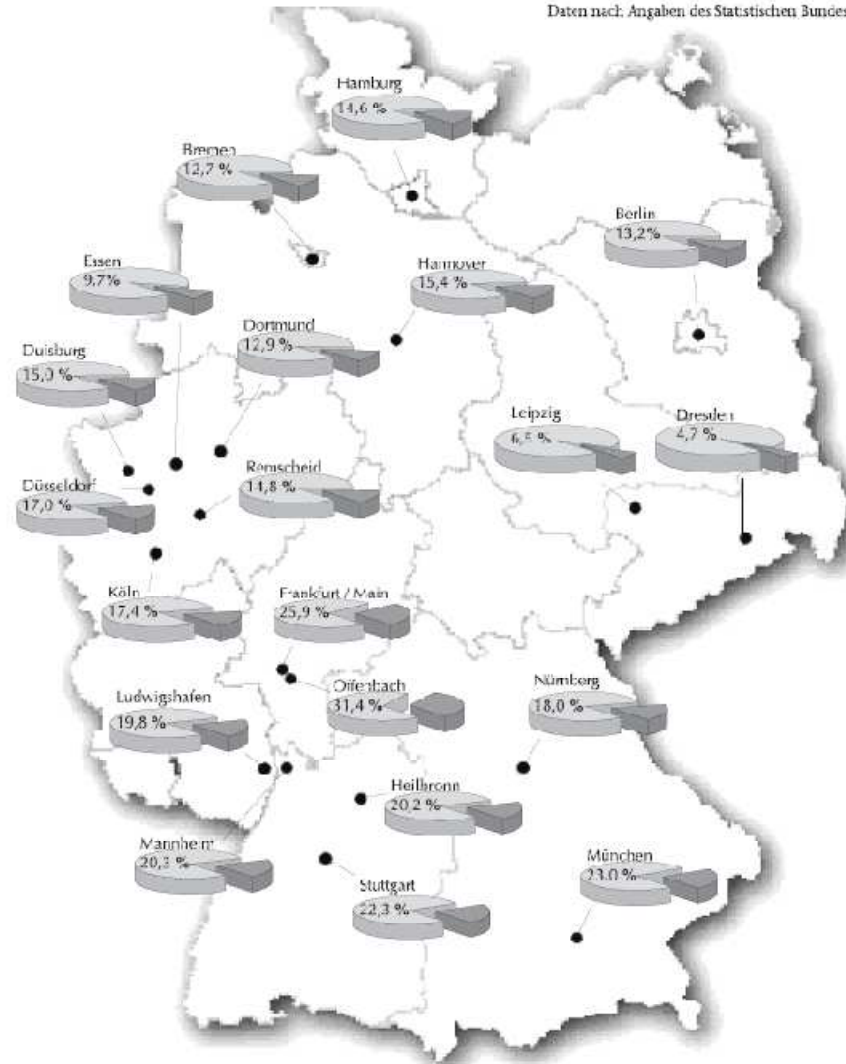 Daten nach Angaben des Statistischen Bundes
Hamburg
14,6 %
Bremen
12,7 %
Berlin
13,2%
Essen
9,7%
Hannover
15,4 %
Dortmund
12,9 %
Duisburg
15,0 %
Leipzig
6,5 %
Dresden
4,7 %
Remscheid
14,8 %
Düsseldorf
17,0 %
Köln
17,4 %
Frankfurt / Main
25,9 %
Offenbach
31,4 %
Nürnberg
18,0 %
Ludwigshafen
19,8 %
Heilbronn
20,2 %
Mannheim
20,3 %
München
23,0 %
Stuttgart
22,3 %